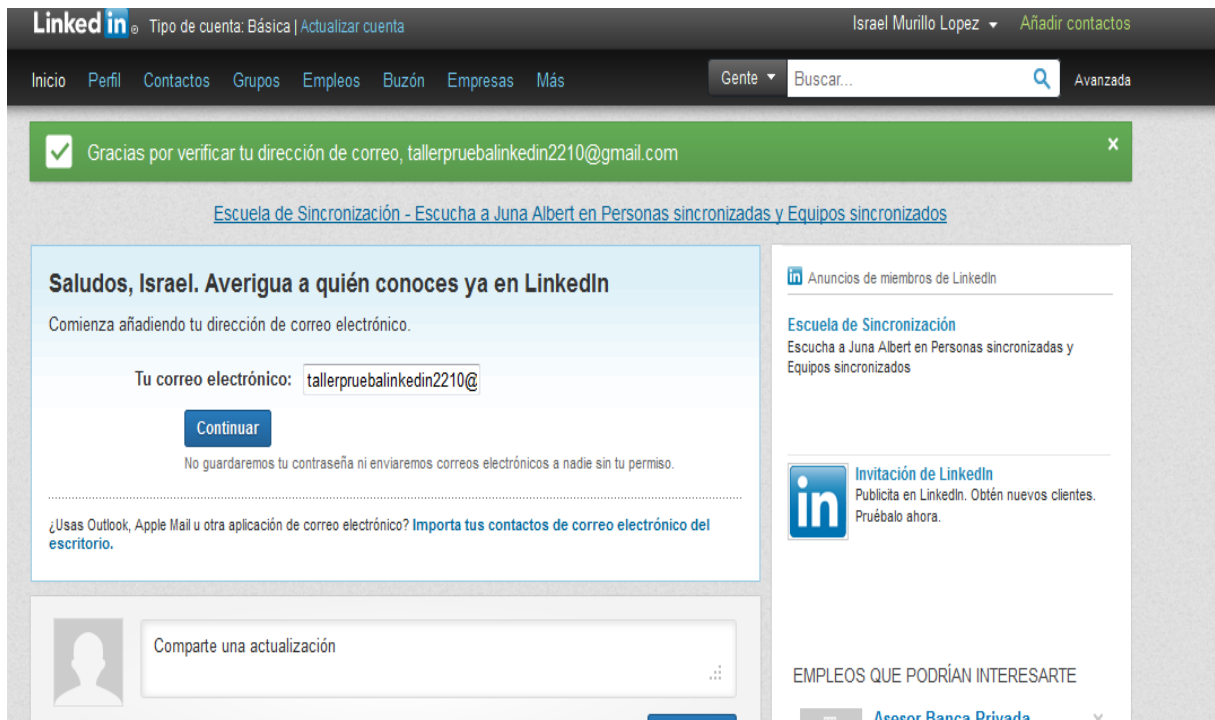 Linked in® Tipo de cuenta: Básica | Actualizar cuenta
Israel Murillo Lopez Añadir contactos
Inicio Perfil Contactos Grupos Empleos Buzón Empresas Más
Gente Buscar... Avanzada
Gracias por verificar tu dirección de correo, tallerpruebalinkedin2210@gmail.com ×
Escuela de Sincronización - Escucha a Juna Albert en Personas sincronizadas y Equipos sincronizados
Saludos, Israel. Averigua a quién conoces ya en LinkedIn
Comienza añadiendo tu dirección de correo electrónico.
Tu correo electrónico: tallerpruebalinkedin2210@
Continuar
No guardaremos tu contraseña ni enviaremos correos electrónicos a nadie sin tu permiso.
¿Usas Outlook, Apple Mail u otra aplicación de correo electrónico? Importa tus contactos de correo electrónico del
escritorio.
Comparte una actualización
in Anuncios de miembros de LinkedIn
Escuela de Sincronización
Escucha a Juna Albert en Personas sincronizadas y
Equipos sincronizados
in
Invitación de LinkedIn
Publicita en LinkedIn. Obtén nuevos clientes.
Pruébalo ahora.
EMPLEOS QUE PODRÍAN INTERESARTE
Asesor Banca Privada ×